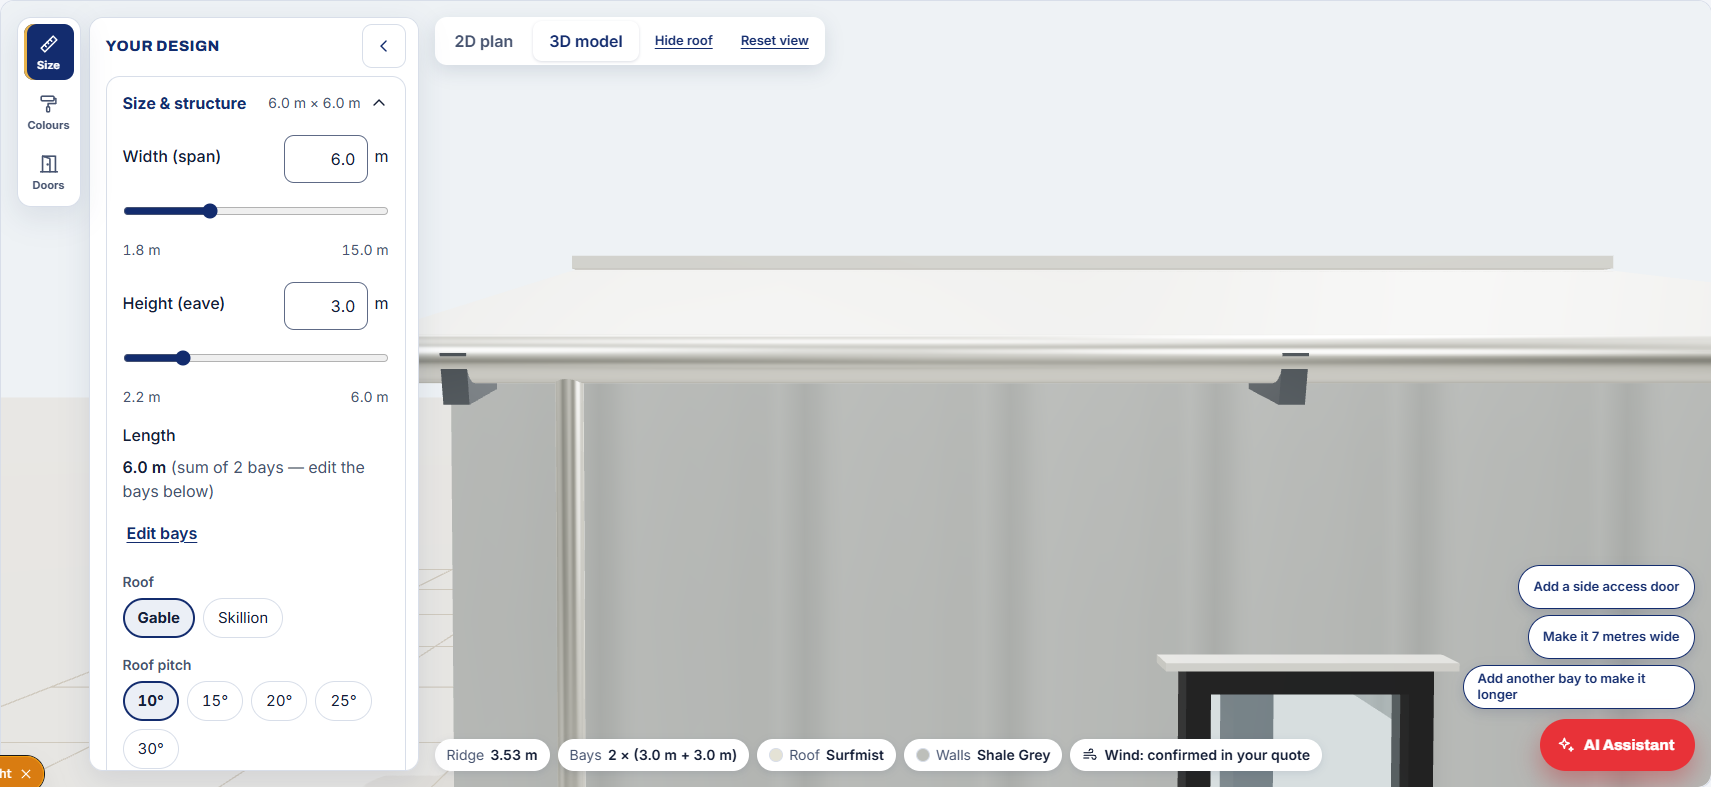 Size
Colours
Doors
YOUR DESIGN
Size & structure 6.0 m × 6.0 m
Width (span) 6.0 m
1.8 m 15.0 m
Height (eave) 3.0 m
2.2 m 6.0 m
Length
6.0 m (sum of 2 bays — edit the
bays below)
Edit bays
Roof
Gable Skillion
Roof pitch
10° 15° 20° 25°
30°
ht ×
2D plan 3D model Hide roof Reset view
Add a side access door
Make it 7 metres wide
Add another bay to make it
longer
AI Assistant
Ridge 3.53 m Bays 2 × (3.0 m + 3.0 m) Roof Surfmist Walls Shale Grey Wind: confirmed in your quote